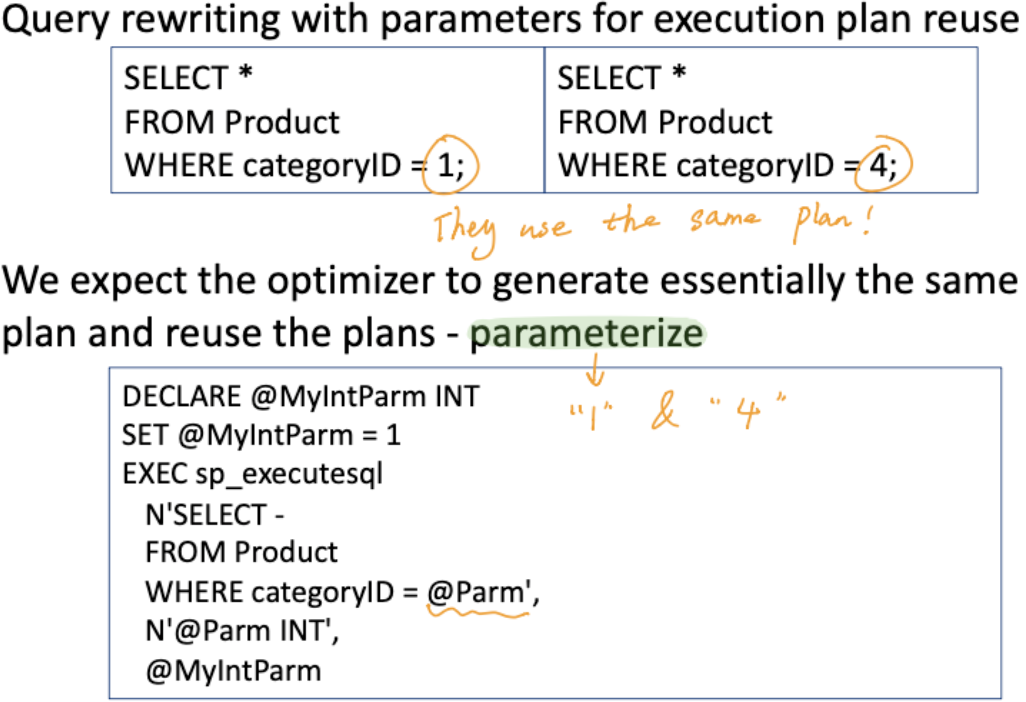 Query rewriting with parameters for execution plan reuse
SELECT *
FROM Product
WHERE categoryID = 1;
SELECT *
FROM Product
WHERE categoryID = 4;
They use the same plan!
We expect the optimizer to generate essentially the same
plan and reuse the plans - parameterize
"1" & "4"
DECLARE @MyIntParm INT
SET @MyIntParm = 1
EXEC sp_executesql
N'SELECT -
FROM Product
WHERE categoryID = @Parm',
N'@Parm INT',
@MyIntParm